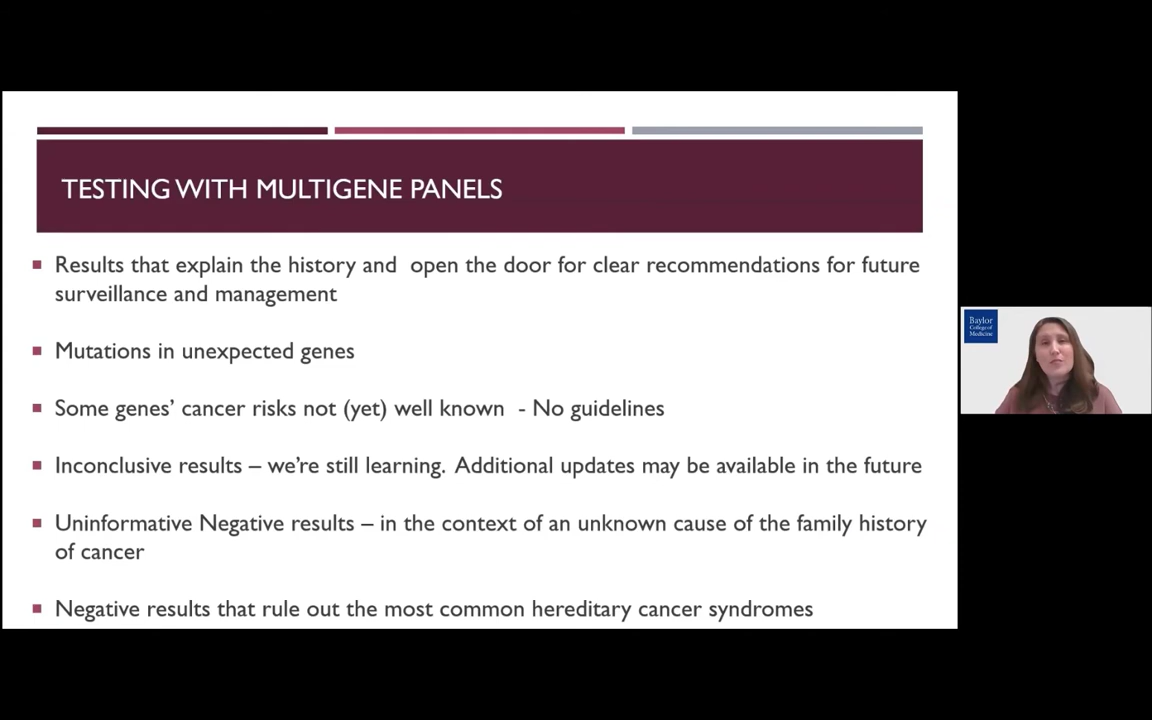 TESTING WITH MULTIGENE PANELS
Results that explain the history and open the door for clear recommendations for future
surveillance and management
Mutations in unexpected genes
Some genes’ cancer risks not (yet) well known - No guidelines
Inconclusive results – we’re still learning. Additional updates may be available in the future
Uninformative Negative results – in the context of an unknown cause of the family history
of cancer
Negative results that rule out the most common hereditary cancer syndromes
Baylor
College of
Medicine